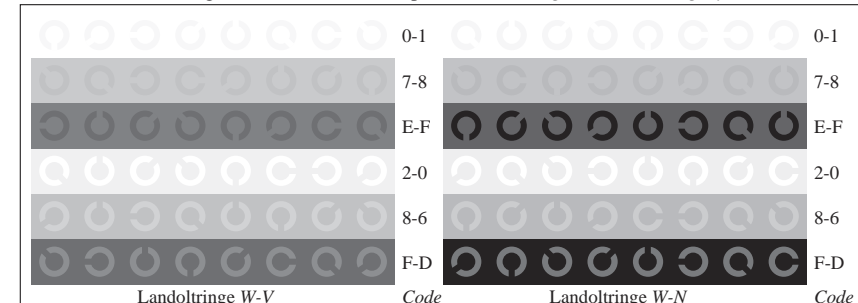 0-1 0-1
7-8 7-8
E-F E-F
2-0 2-0
8-6 8-6
F-D F-D
Landoltringe W-V Code Landoltringe W-N Code